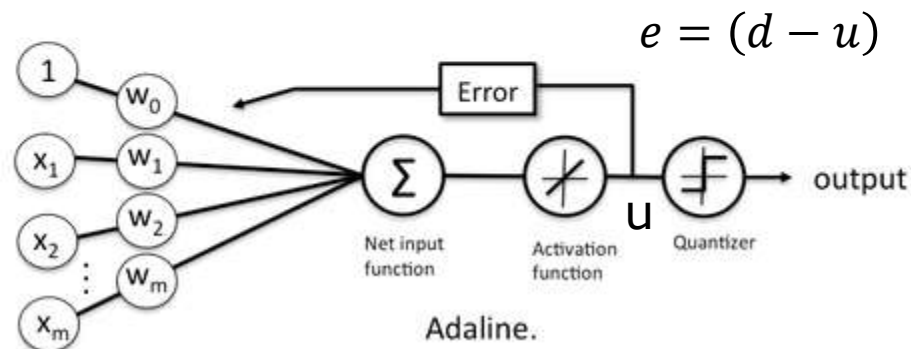 e = (d − u)
1
w₀
Error
x₁
w₁
Σ
output
x₂
w₂
u
Net input
function
Activation
function
Quantizer
⋮
wₘ
xₘ
Adaline.